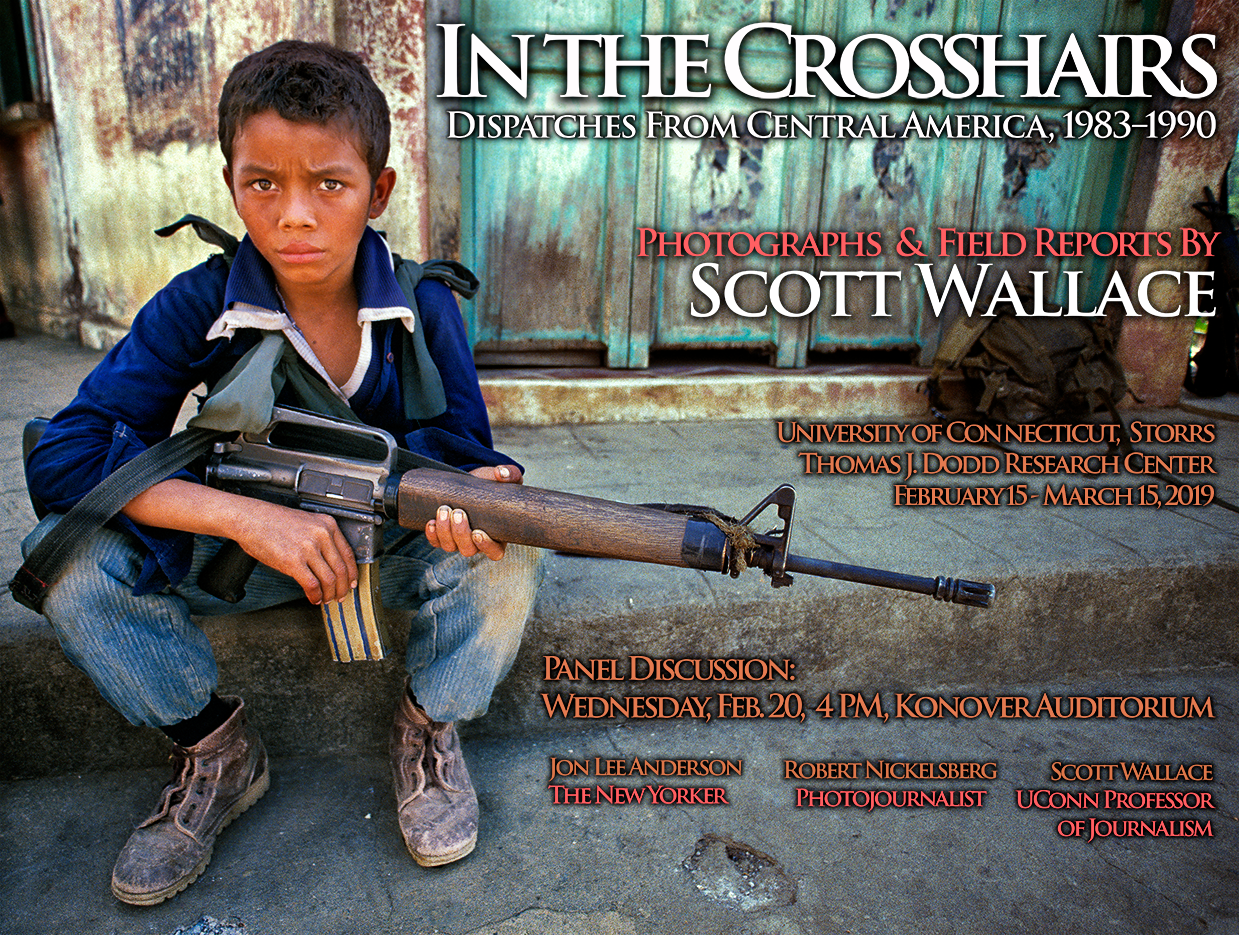 In the Crosshairs
Dispatches From Central America, 1983–1990
Photographs & Field Reports By
Scott Wallace
University of Connecticut, Storrs
Thomas J. Dodd Research Center
February 15 - March 15, 2019
Panel Discussion:
Wednesday, Feb. 20, 4 PM, Konover Auditorium
Jon Lee Anderson
The New Yorker
Robert Nickelsberg
Photojournalist
Scott Wallace
UConn Professor
of Journalism